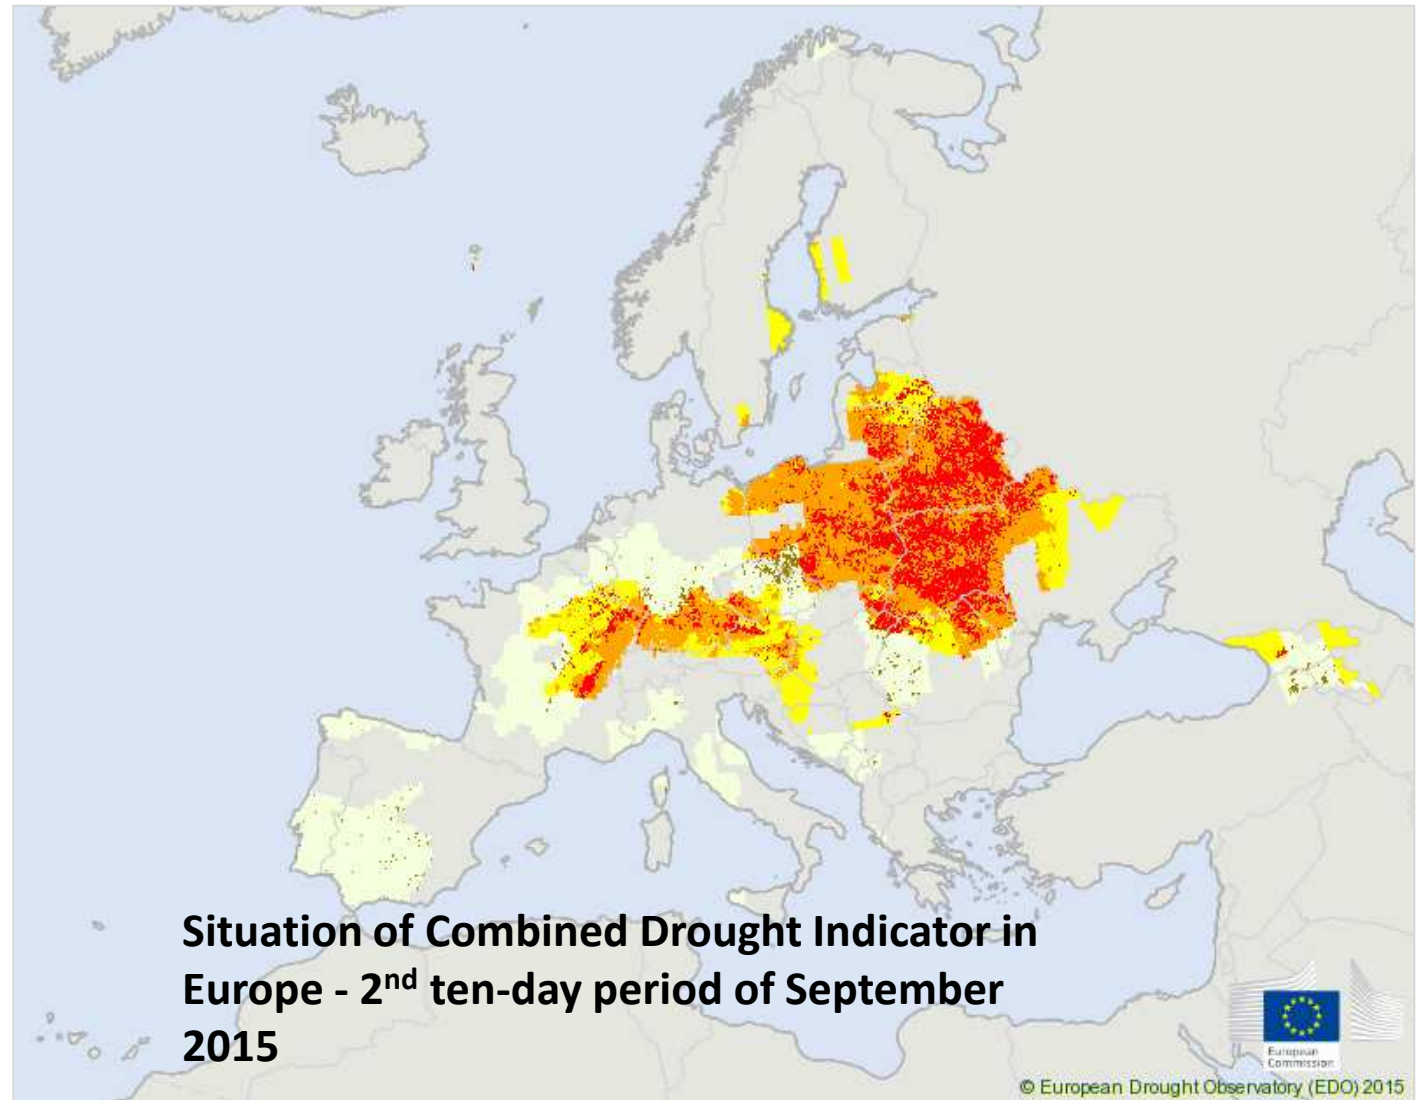 Situation of Combined Drought Indicator in
Europe - 2nd ten-day period of September
2015
European
Commission
© European Drought Observatory (EDO) 2015